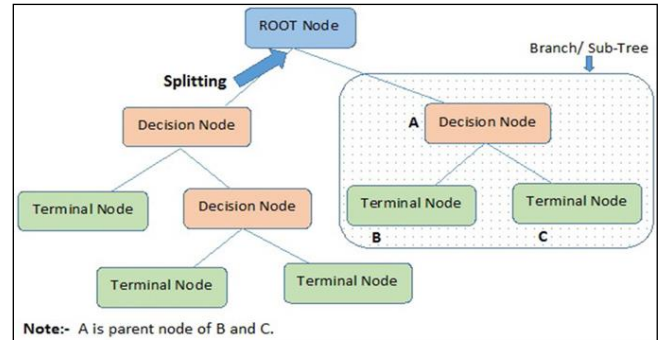 ROOT Node
Branch/ Sub-Tree
Splitting
Decision Node
A
Decision Node
Terminal Node
Decision Node
Terminal Node
Terminal Node
B
C
Terminal Node
Terminal Node
Note:- A is parent node of B and C.